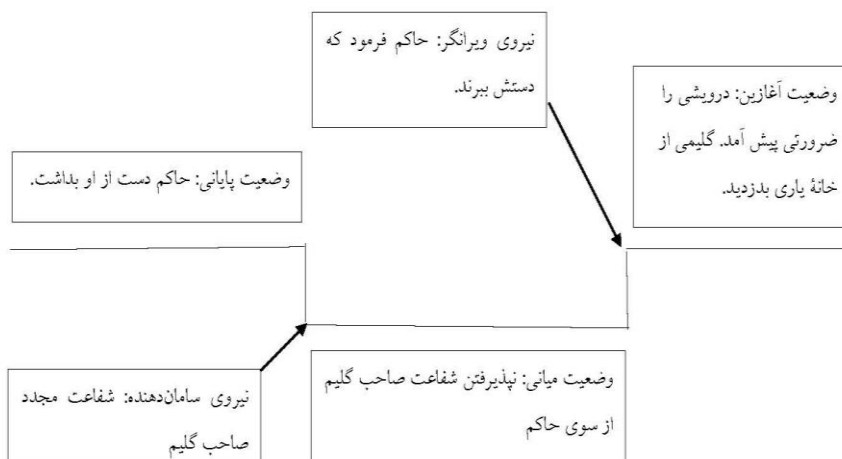 وضعیت آغازین: درویشی را
ضرورتی پیش آمد. گلیمی از
خانهٔ یاری بدزدید.
نیروی ویرانگر: حاکم فرمود که
دستش ببرند.
وضعیت میانی: نپذیرفتن شفاعت صاحب گلیم
از سوی حاکم
نیروی سامان‌دهنده: شفاعت مجدد
صاحب گلیم
وضعیت پایانی: حاکم دست از او بداشت.